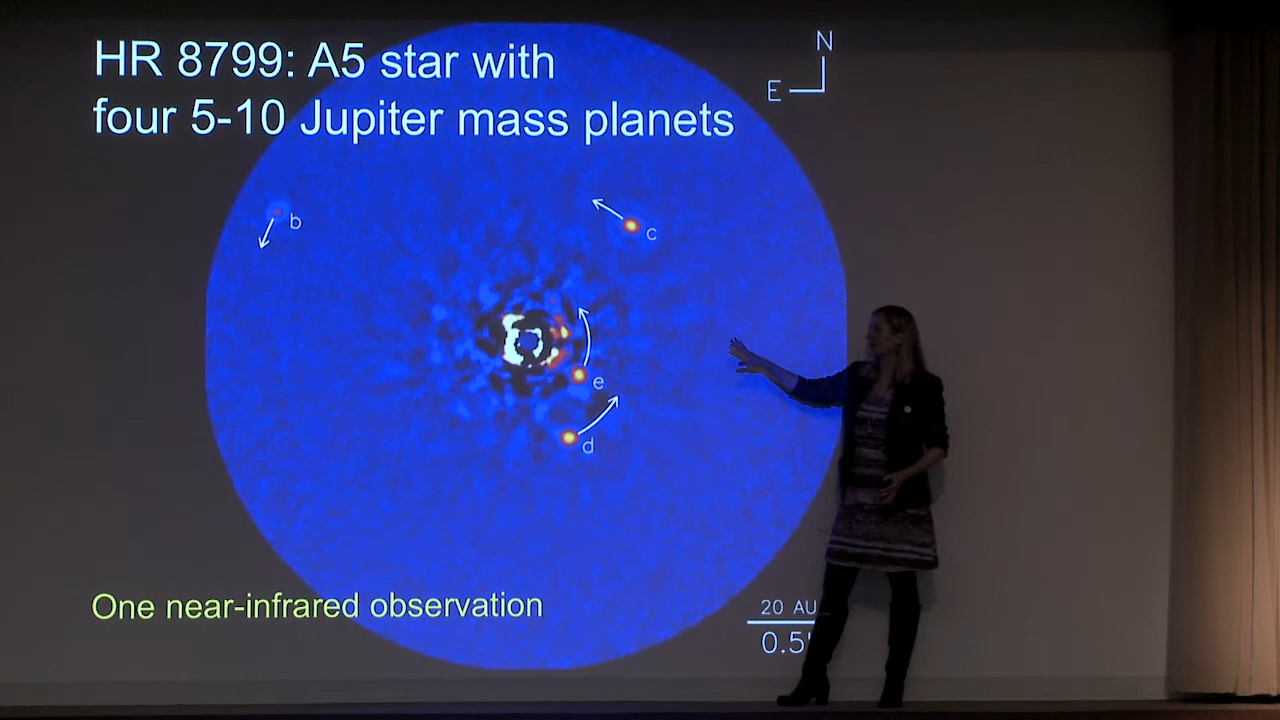 HR 8799: A5 star with
four 5-10 Jupiter mass planets
N
E
b
c
e
d
One near-infrared observation
20 AU
0.5"